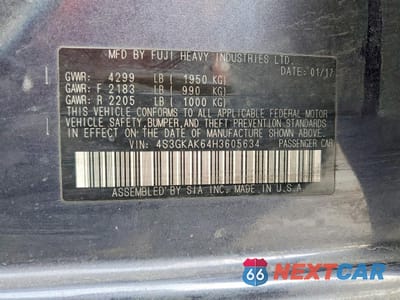 MFD BY FUJI HEAVY INDUSTRIES LTD.
DATE: 01/17
GVWR: 4299 LB ( 1950 KG)
GAWR: F 2183 LB ( 990 KG)
GAWR: R 2205 LB ( 1000 KG)
THIS VEHICLE CONFORMS TO ALL APPLICABLE FEDERAL MOTOR
VEHICLE SAFETY, BUMPER, AND THEFT PREVENTION STANDARDS
IN EFFECT ON THE DATE OF MANUFACTURE SHOWN ABOVE.
VIN: 4S3GKAK64H3605634 PASSENGER CAR
ASSEMBLED BY SIA INC. MADE IN U.S.A.
66 NEXTCAR